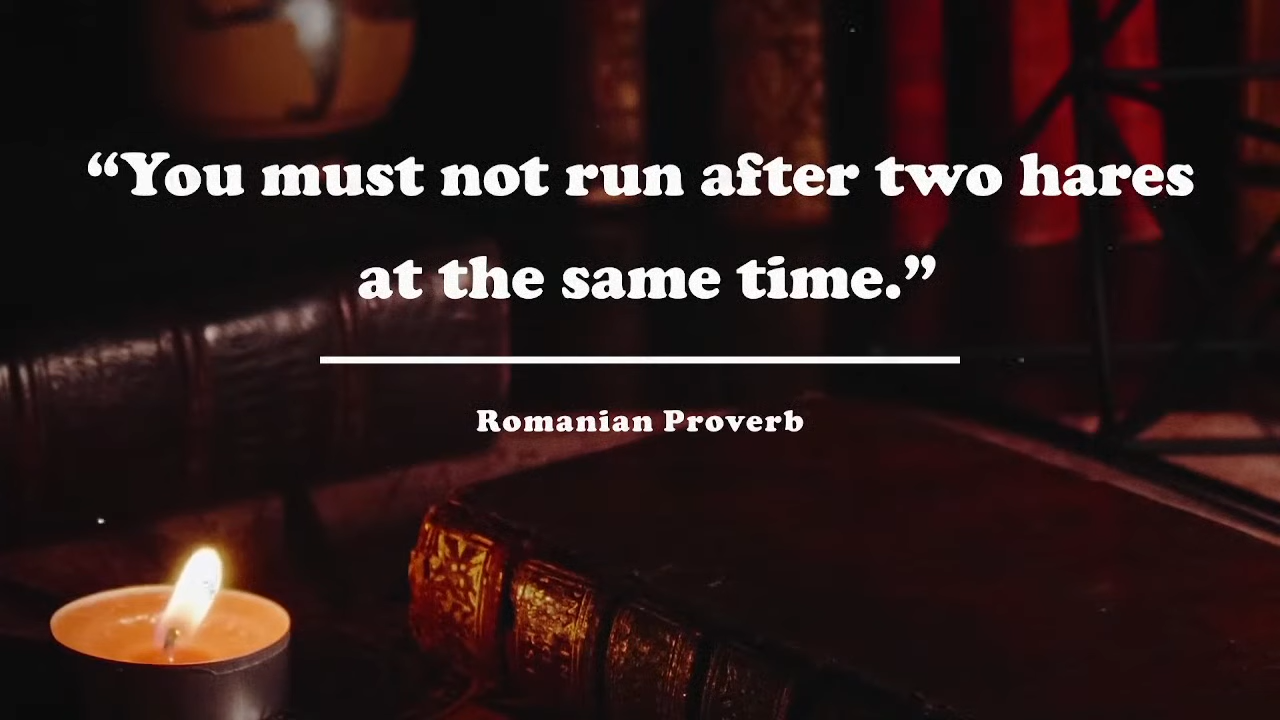 “You must not run after two hares
at the same time.”
Romanian Proverb